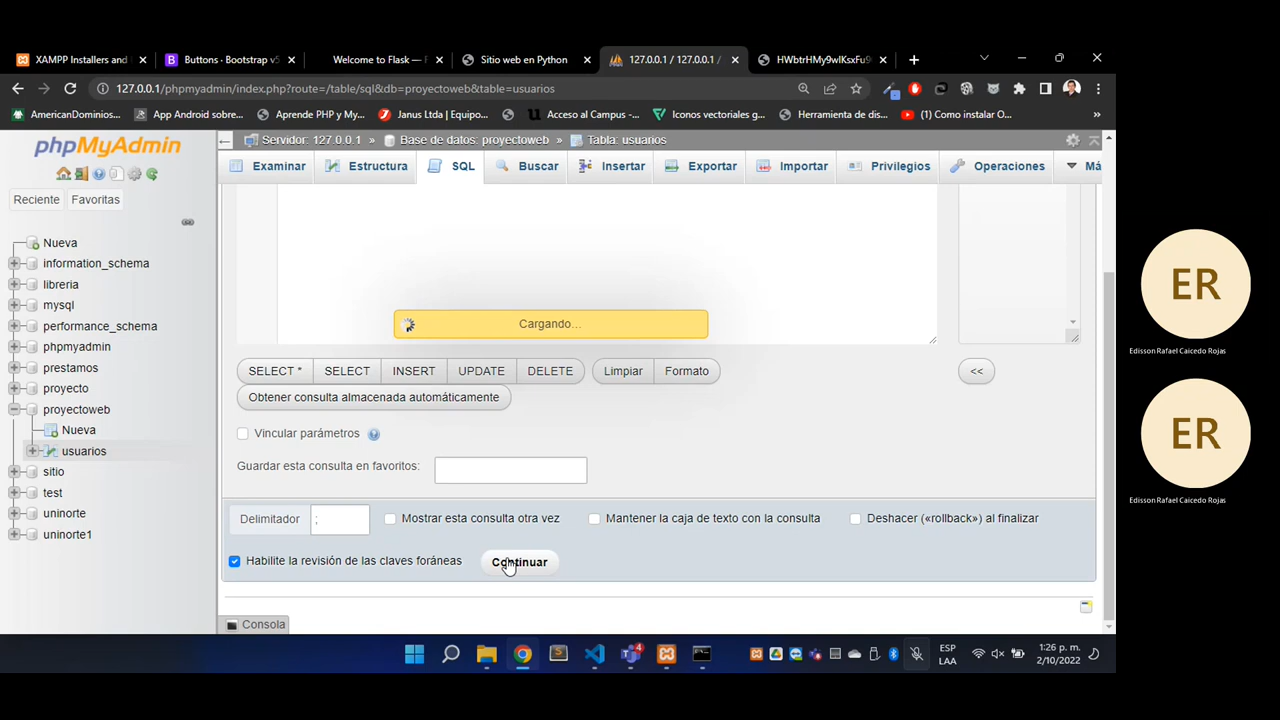 XAMPP Installers and
Buttons · Bootstrap v5
Welcome to Flask — F
Sitio web en Python
127.0.0.1 / 127.0.0.1 /
127.0.0.1/phpmyadmin/index.php?route=/table/sql&db=proyectoweb&table=usuarios
AmericanDominios...
App Android sobre...
Aprende PHP y My...
Janus Ltda | Equipo...
Acceso al Campus -...
Iconos vectoriales g...
Herramienta de dis...
(1) Como instalar O...
phpMyAdmin
Reciente
Favoritas
Nueva
information_schema
libreria
mysql
performance_schema
phpmyadmin
prestamos
proyecto
proyectoweb
Nueva
usuarios
sitio
test
uninorte
uninorte1
Servidor: 127.0.0.1 » Base de datos: proyectoweb » Tabla: usuarios
Examinar
Estructura
SQL
Buscar
Insertar
Exportar
Importar
Privilegios
Operaciones
Má
Cargando...
SELECT *
SELECT
INSERT
UPDATE
DELETE
Limpiar
Formato
<<
Obtener consulta almacenada automáticamente
Vincular parámetros
Guardar esta consulta en favoritos:
Delimitador
;
Mostrar esta consulta otra vez
Mantener la caja de texto con la consulta
Deshacer («rollback») al finalizar
Habilite la revisión de las claves foráneas
Continuar
Consola
ESP
LAA
1:26 p. m.
2/10/2022
4
ER
Edisson Rafael Caicedo Rojas
ER
Edisson Rafael Caicedo Rojas